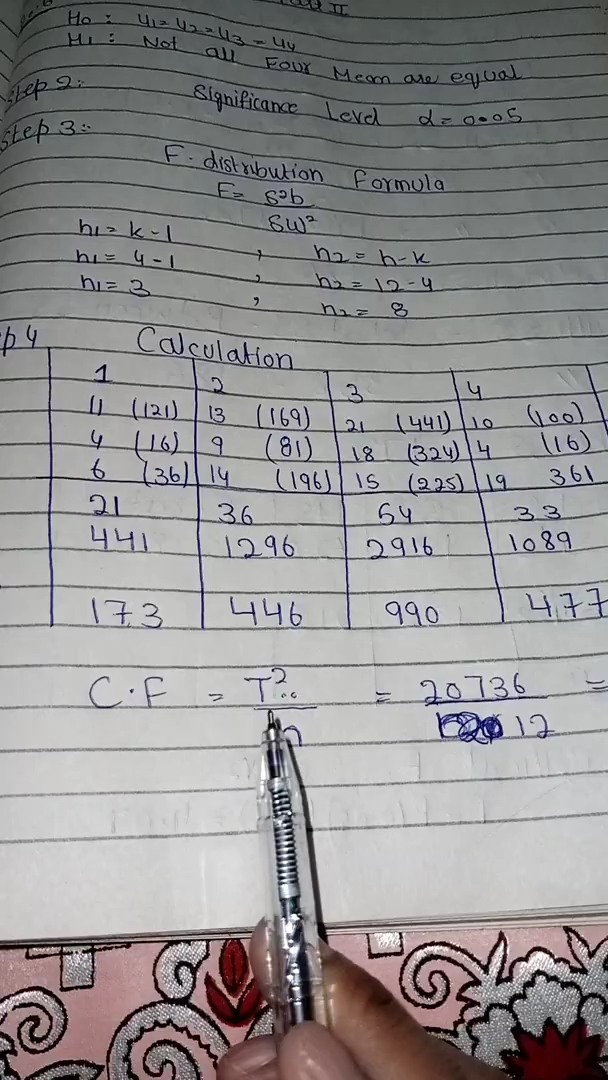 H₀ : μ1=μ2=μ3=μ4
H₁ : Not all Four Mean are equal
Step 2:
Significance Level α=0.05
Step 3:-
F. distribution Formula
F= S²b
SW²
n₁= k-1 , n₂ = n-k
n₁= 4-1 , n₂ = 12-4
n₁= 3 , n₂= 8
p 4 Calculation
1 2 3 4
11 (121) 13 (169) 21 (441) 10 (100)
4 (16) 9 (81) 18 (324) 4 (16)
6 (36) 14 (196) 15 (225) 19 361
21 36 54 33
441 1296 2916 1089
173 446 990 477
C.F = T².. = 20736 =
n 12